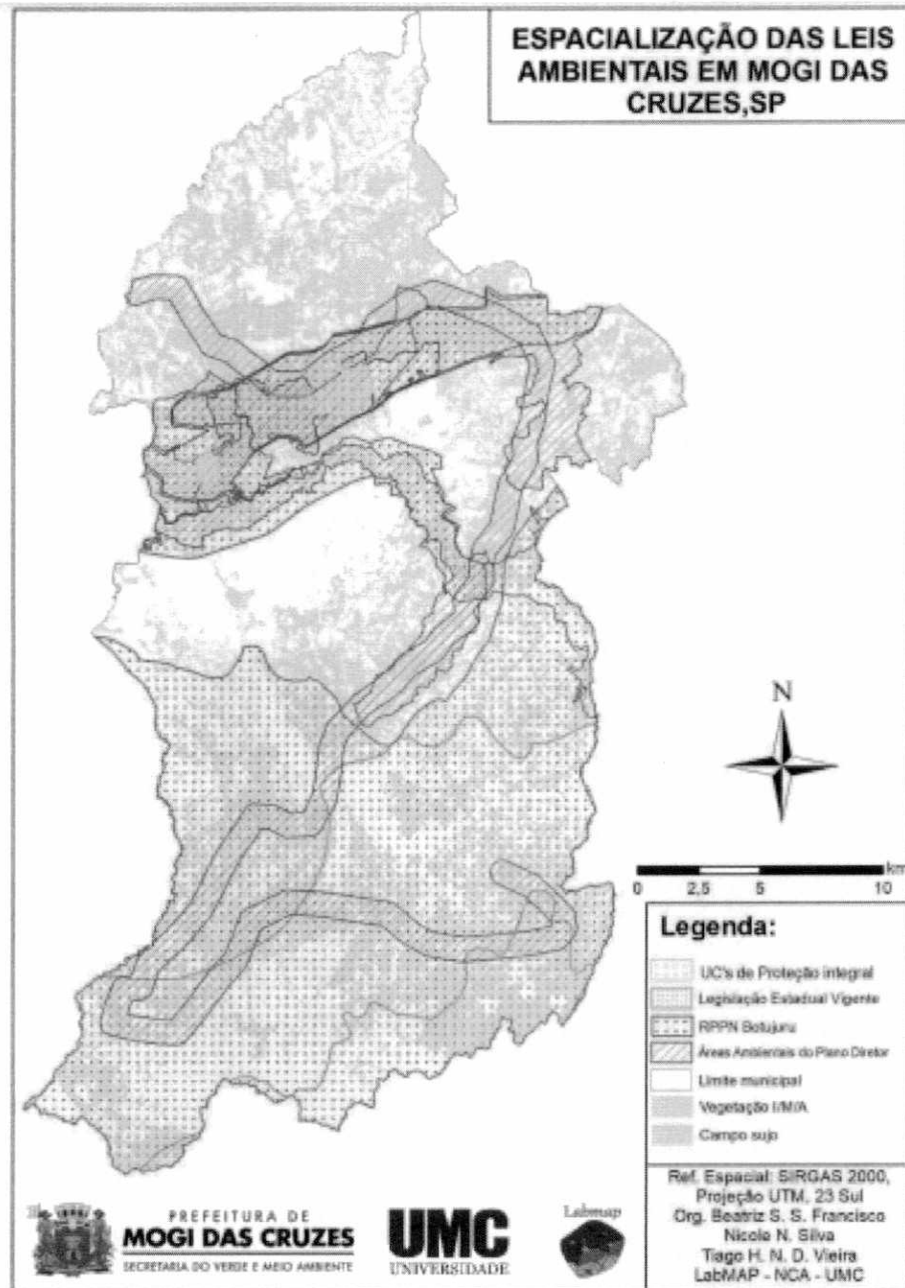 ESPACIALIZAÇÃO DAS LEIS
AMBIENTAIS EM MOGI DAS
CRUZES,SP
N
km
0 2,5 5 10
Legenda:
UC's de Proteção integral
Legislação Estadual Vigente
RPPN Botujuru
Áreas Ambientais do Plano Diretor
Limite municipal
Vegetação I/M/A
Campo sujo
Ref. Espacial: SIRGAS 2000,
Projeção UTM, 23 Sul
Org. Beatriz S. S. Francisco
Nicole N. Silva
Tiago H. N. D. Vieira
LabMAP - NCA - UMC
PREFEITURA DE
MOGI DAS CRUZES
SECRETARIA DO VERDE E MEIO AMBIENTE
UMC
UNIVERSIDADE
Labmap